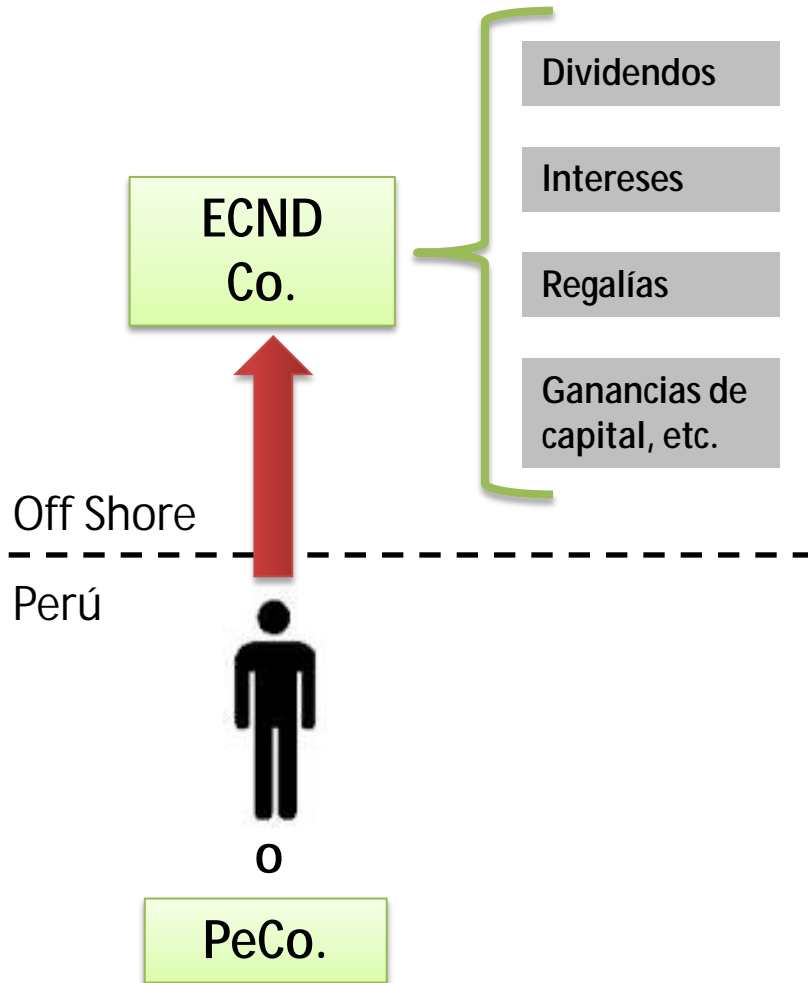 Dividendos
Intereses
ECND
Co.
Regalías
Ganancias de
capital, etc.
Off Shore
Perú
o
PeCo.